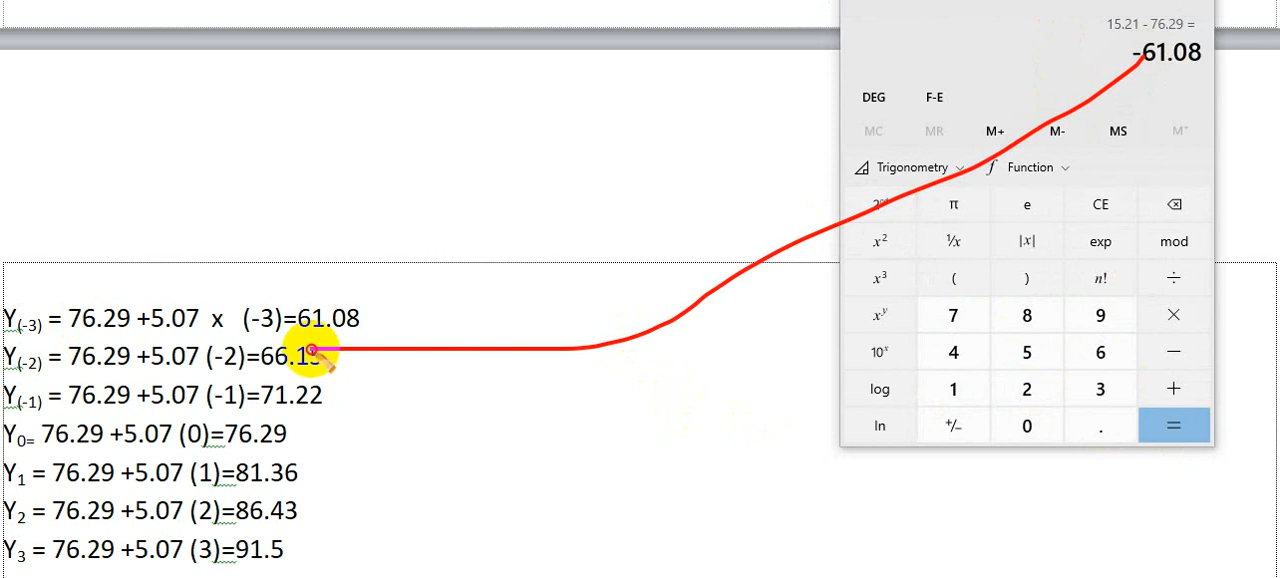 15.21 - 76.29 =
-61.08
DEG F-E
MC MR M+ M- MS M˅
Trigonometry Function
π e CE
x² ¹/x |x| exp mod
x³ ( ) n! ÷
xʸ 7 8 9 ×
10ˣ 4 5 6 −
log 1 2 3 +
ln +/− 0 . =
Y(-3) = 76.29 +5.07 x (-3)=61.08
Y(-2) = 76.29 +5.07 (-2)=
Y(-1) = 76.29 +5.07 (-1)=71.22
Y0= 76.29 +5.07 (0)=76.29
Y1 = 76.29 +5.07 (1)=81.36
Y2 = 76.29 +5.07 (2)=86.43
Y3 = 76.29 +5.07 (3)=91.5